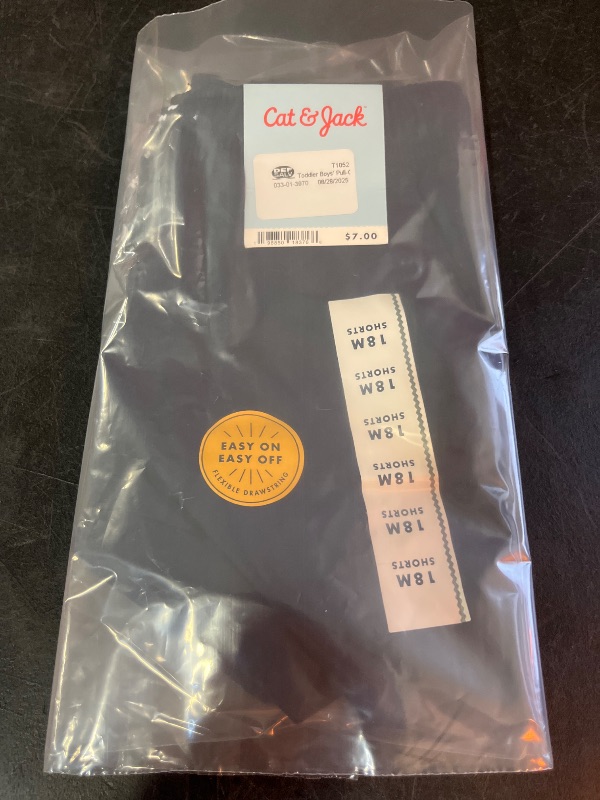 Cat & Jack
71052
Toddler Boys' Pull-
033-01-3870 08/28/2025
$7.00
18M
SHORTS
18M
SHORTS
18M
SHORTS
18M
SHORTS
18M
SHORTS
18M
SHORTS
EASY ON
EASY OFF
FLEXIBLE DRAWSTRING